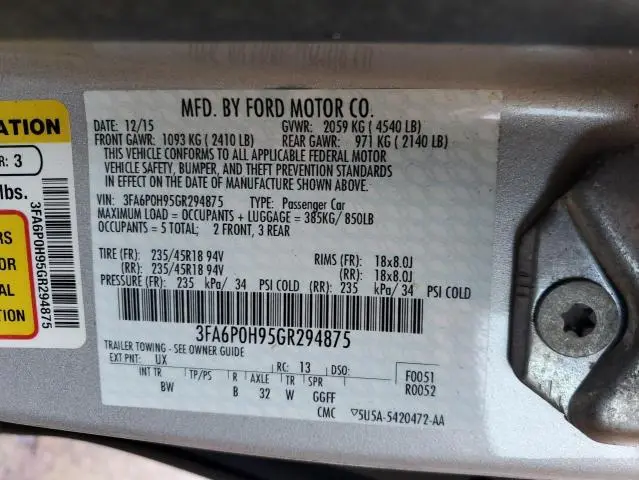 MFD. BY FORD MOTOR CO.
DATE: 12/15 GVWR: 2059 KG ( 4540 LB)
FRONT GAWR: 1093 KG ( 2410 LB) REAR GAWR: 971 KG ( 2140 LB)
THIS VEHICLE CONFORMS TO ALL APPLICABLE FEDERAL MOTOR
VEHICLE SAFETY, BUMPER, AND THEFT PREVENTION STANDARDS
IN EFFECT ON THE DATE OF MANUFACTURE SHOWN ABOVE.
VIN: 3FA6P0H95GR294875 TYPE: Passenger Car
MAXIMUM LOAD = OCCUPANTS + LUGGAGE = 385KG/ 850LB
OCCUPANTS = 5 TOTAL; 2 FRONT, 3 REAR
TIRE (FR): 235/45R18 94V RIMS (FR): 18x8.0J
(RR): 235/45R18 94V (RR): 18x8.0J
PRESSURE (FR): 235 kPa/ 34 PSI COLD (RR): 235 kPa/ 34 PSI COLD
3FA6P0H95GR294875
TRAILER TOWING - SEE OWNER GUIDE
EXT PNT: UX RC: 13 DSO: F0051
R0052
INT TR TP/PS R AXLE TR SPR
BW B 32 W GGFF
CMC ▽5U5A-5420472-AA
ATION
R: 3
lbs.
RS
OR
AL
S
3FA6P0H95GR294875